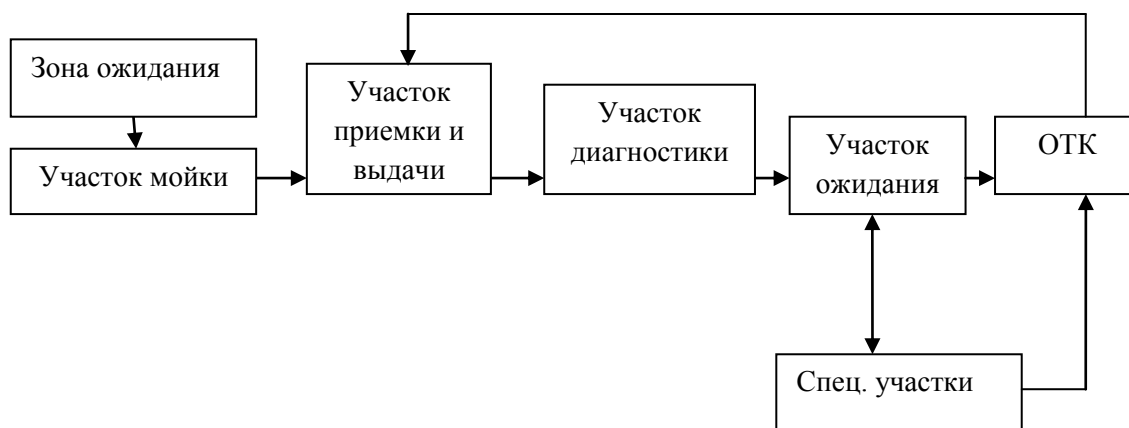 Зона ожидания
Участок мойки
Участок
приемки и
выдачи
Участок
диагностики
Участок
ожидания
ОТК
Спец. участки